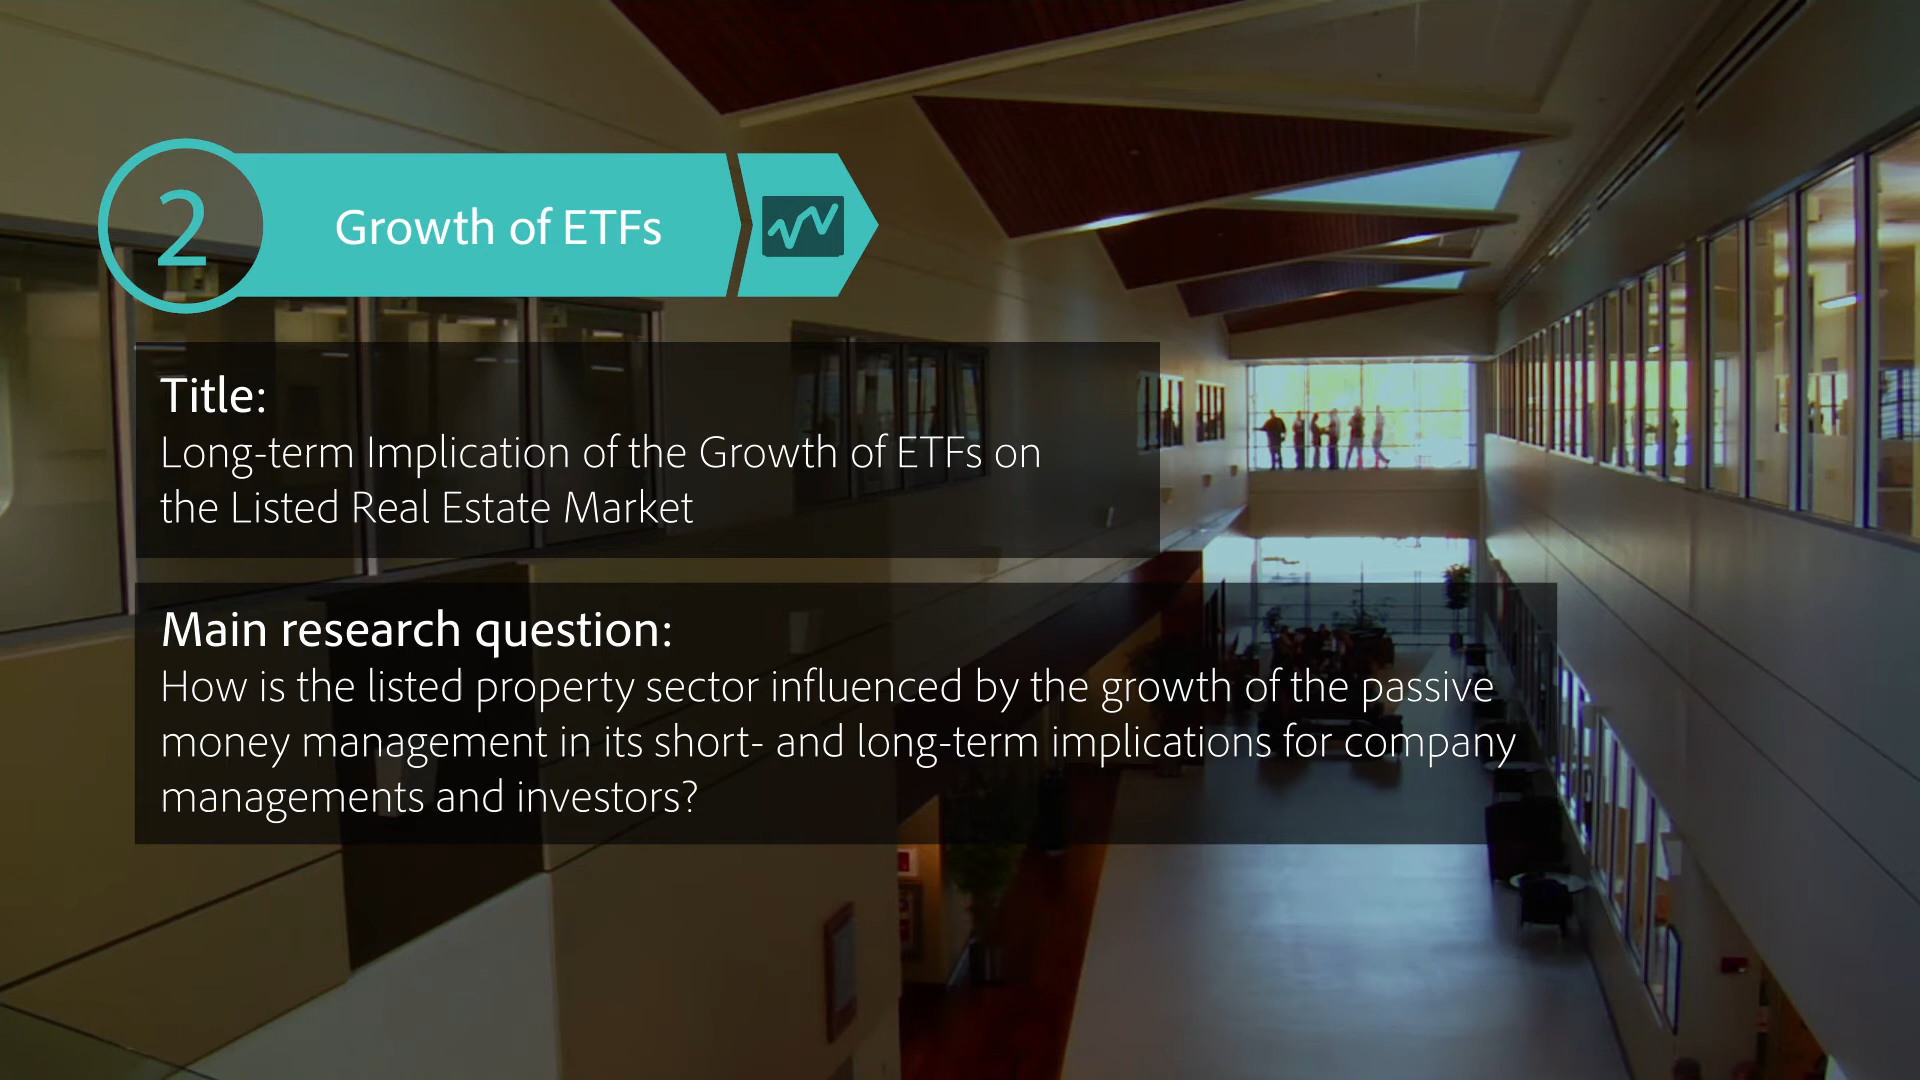 2
Growth of ETFs
Title:
Long-term Implication of the Growth of ETFs on
the Listed Real Estate Market
Main research question:
How is the listed property sector influenced by the growth of the passive
money management in its short- and long-term implications for company
managements and investors?